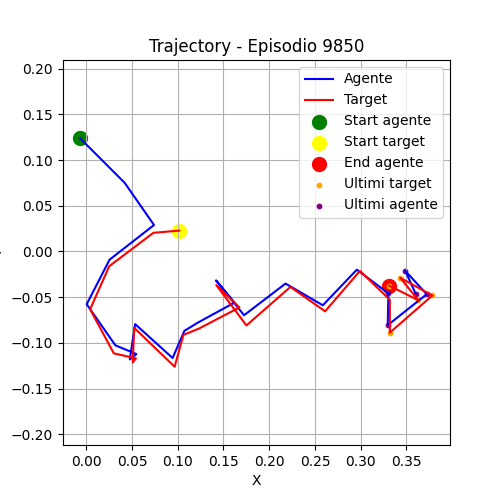 Trajectory - Episodio 9850
Agente
Target
Start agente
Start target
End agente
Ultimi target
Ultimi agente
0.20
0.15
0.10
0.05
0.00
−0.05
−0.10
−0.15
−0.20
0.00 0.05 0.10 0.15 0.20 0.25 0.30 0.35
X